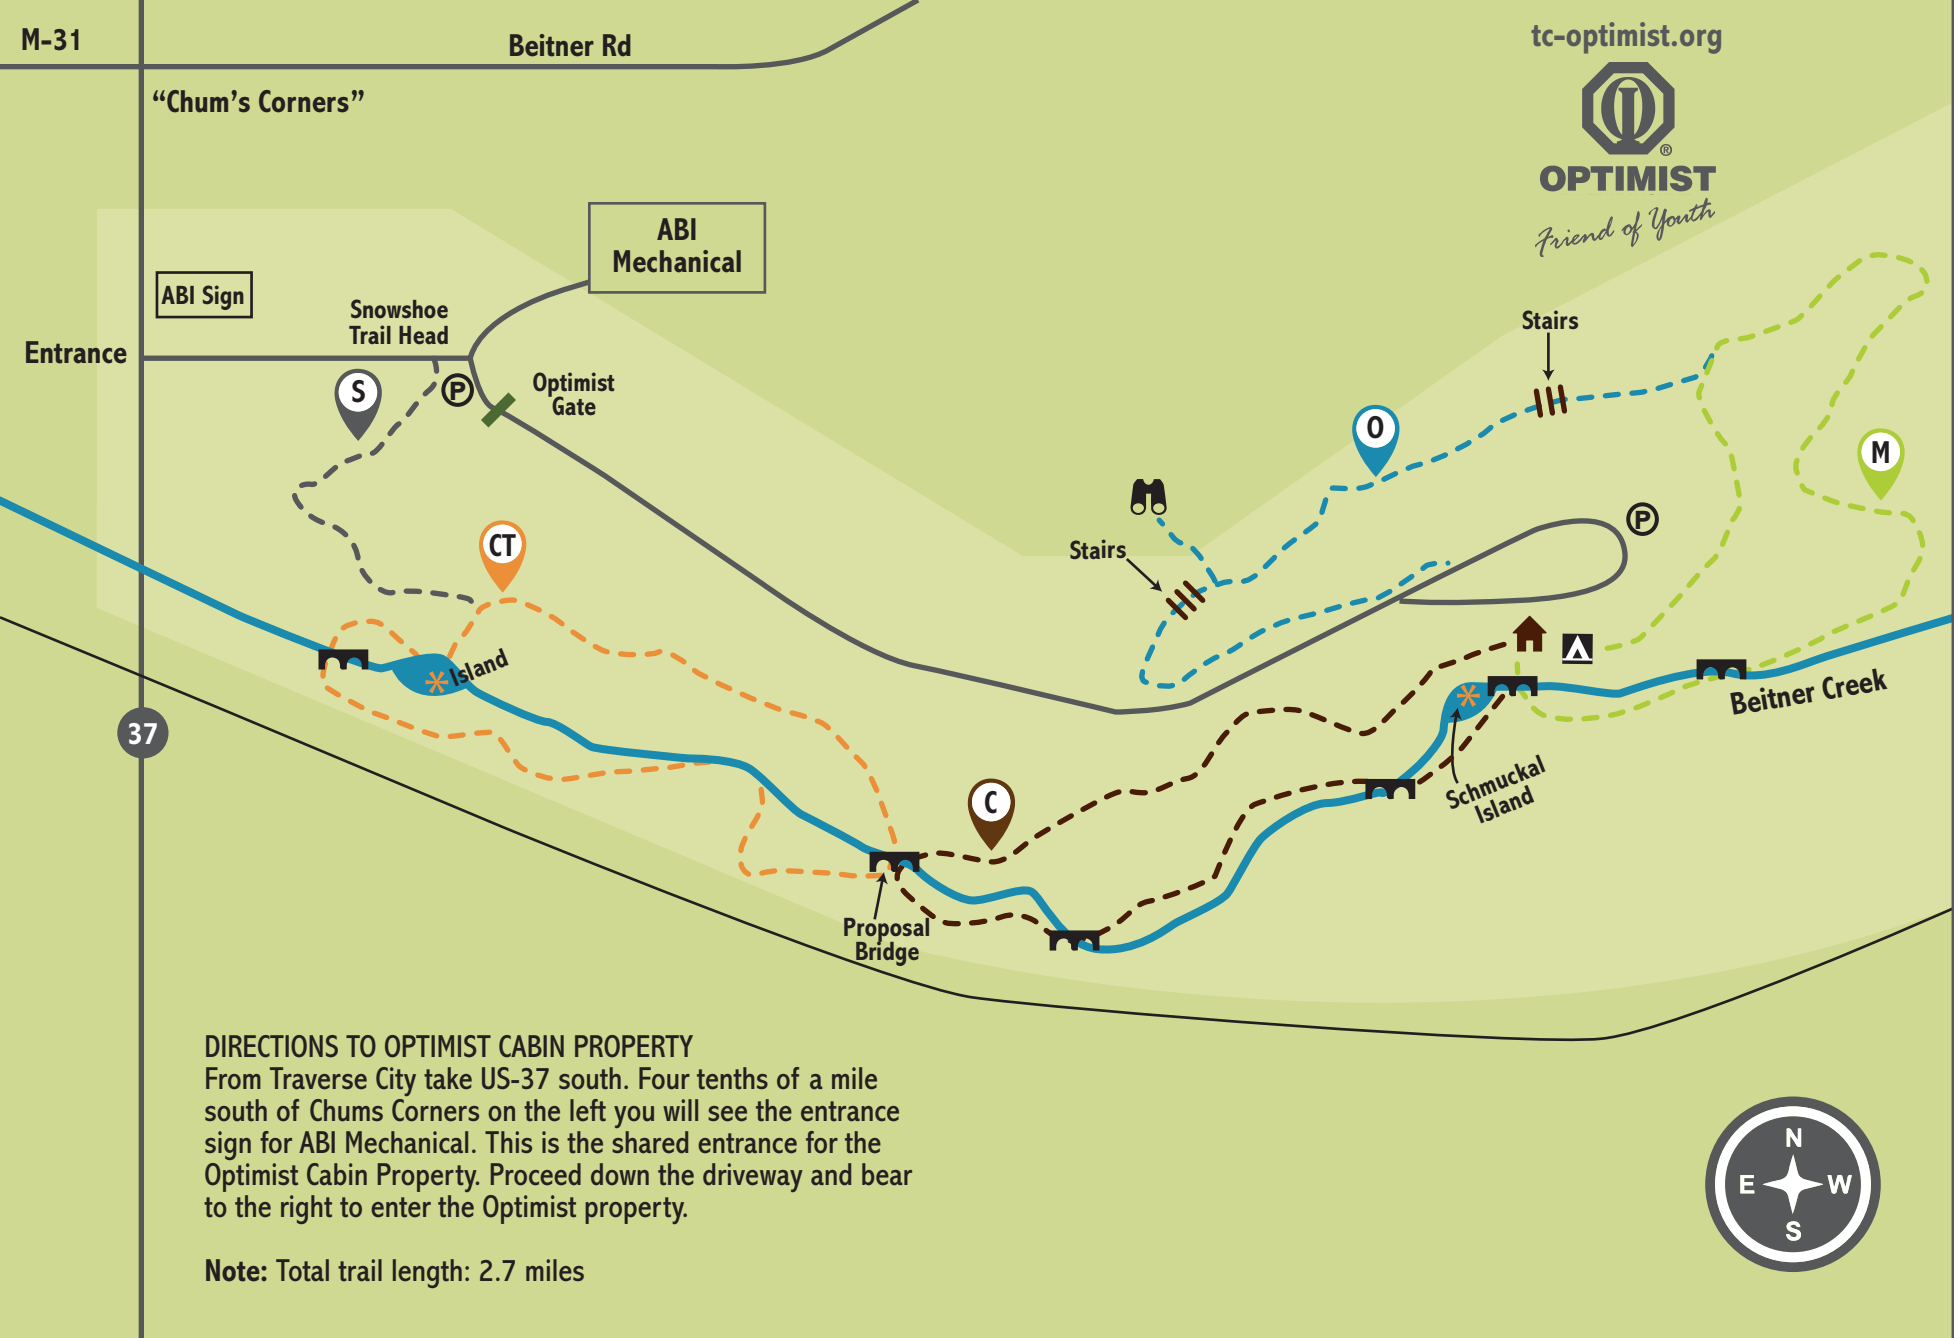 M-31
Beitner Rd
"Chum's Corners"
tc-optimist.org
®
OPTIMIST
Friend of Youth
ABI
Mechanical
ABI Sign
Snowshoe
Trail Head
Entrance
P
Optimist
Gate
S
CT
Stairs
O
M
Stairs
P
Island
37
C
Beitner Creek
Schmuckal
Island
Proposal
Bridge
DIRECTIONS TO OPTIMIST CABIN PROPERTY
From Traverse City take US-37 south. Four tenths of a mile
south of Chums Corners on the left you will see the entrance
sign for ABI Mechanical. This is the shared entrance for the
Optimist Cabin Property. Proceed down the driveway and bear
to the right to enter the Optimist property.
Note: Total trail length: 2.7 miles
N
E W
S